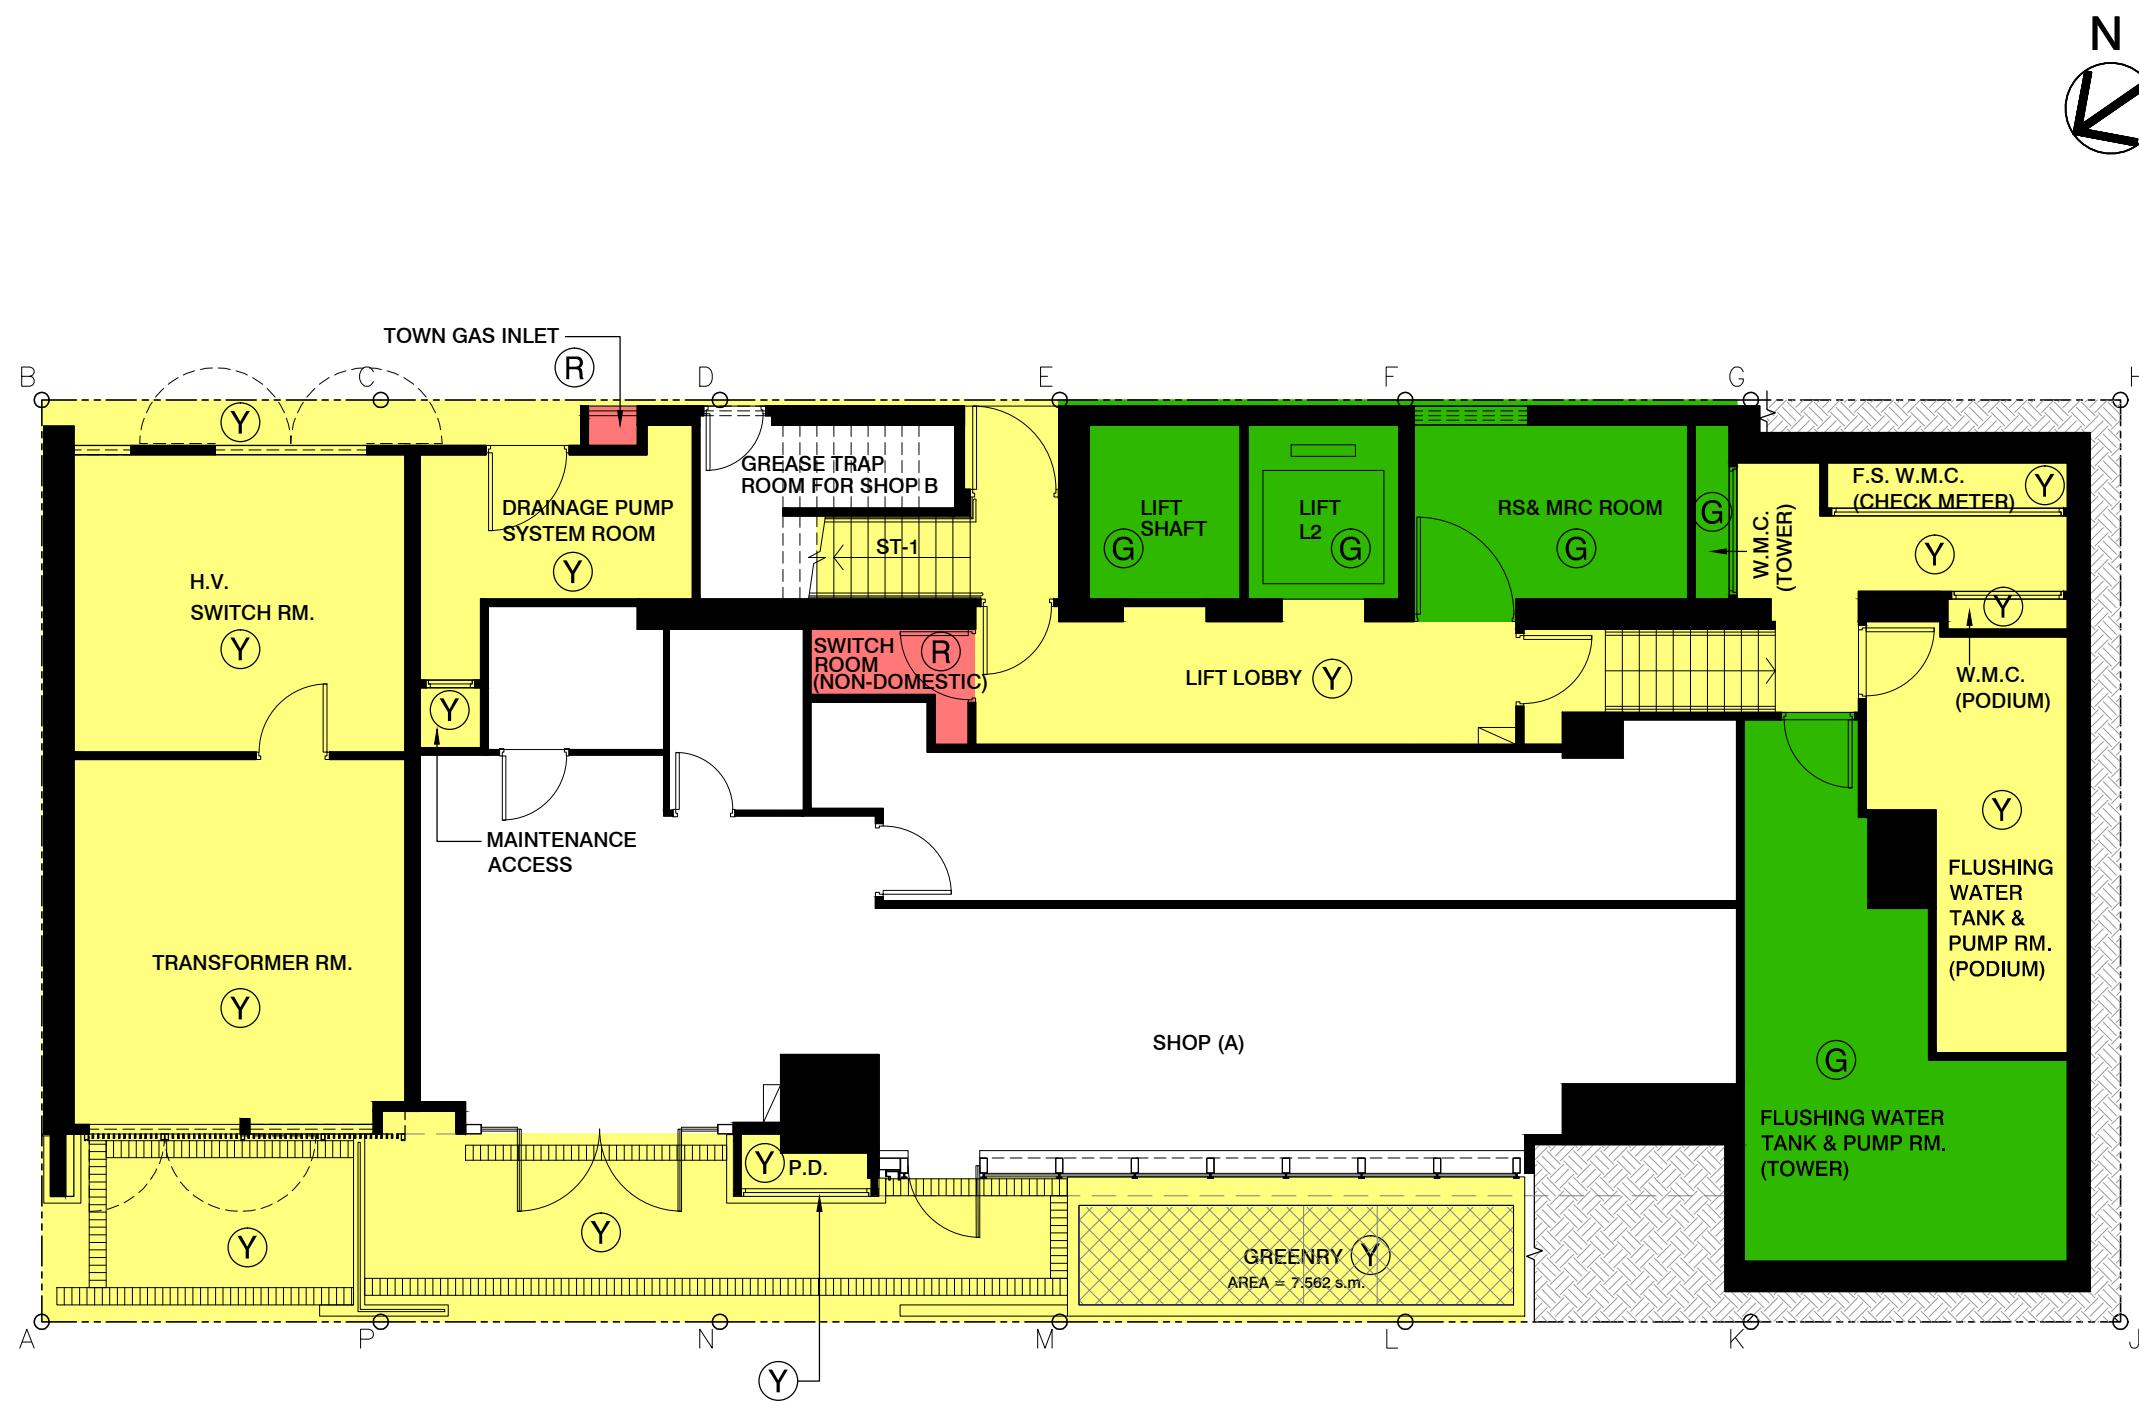 N
TOWN GAS INLET
R
B
C
D
E
F
G
H
Y
GREASE TRAP
ROOM FOR SHOP B
F.S. W.M.C.
(CHECK METER)
Y
DRAINAGE PUMP
SYSTEM ROOM
Y
LIFT
SHAFT
G
LIFT
L2
G
RS& MRC ROOM
G
G
W.M.C.
(TOWER)
Y
ST-1
H.V.
SWITCH RM.
Y
Y
SWITCH
ROOM
(NON-DOMESTIC)
R
LIFT LOBBY
Y
W.M.C.
(PODIUM)
Y
MAINTENANCE
ACCESS
Y
FLUSHING
WATER
TANK &
PUMP RM.
(PODIUM)
TRANSFORMER RM.
Y
SHOP (A)
G
FLUSHING WATER
TANK & PUMP RM.
(TOWER)
Y
P.D.
Y
Y
GREENRY
Y
AREA = 7.562 s.m.
A
P
N
M
L
K
J
Y